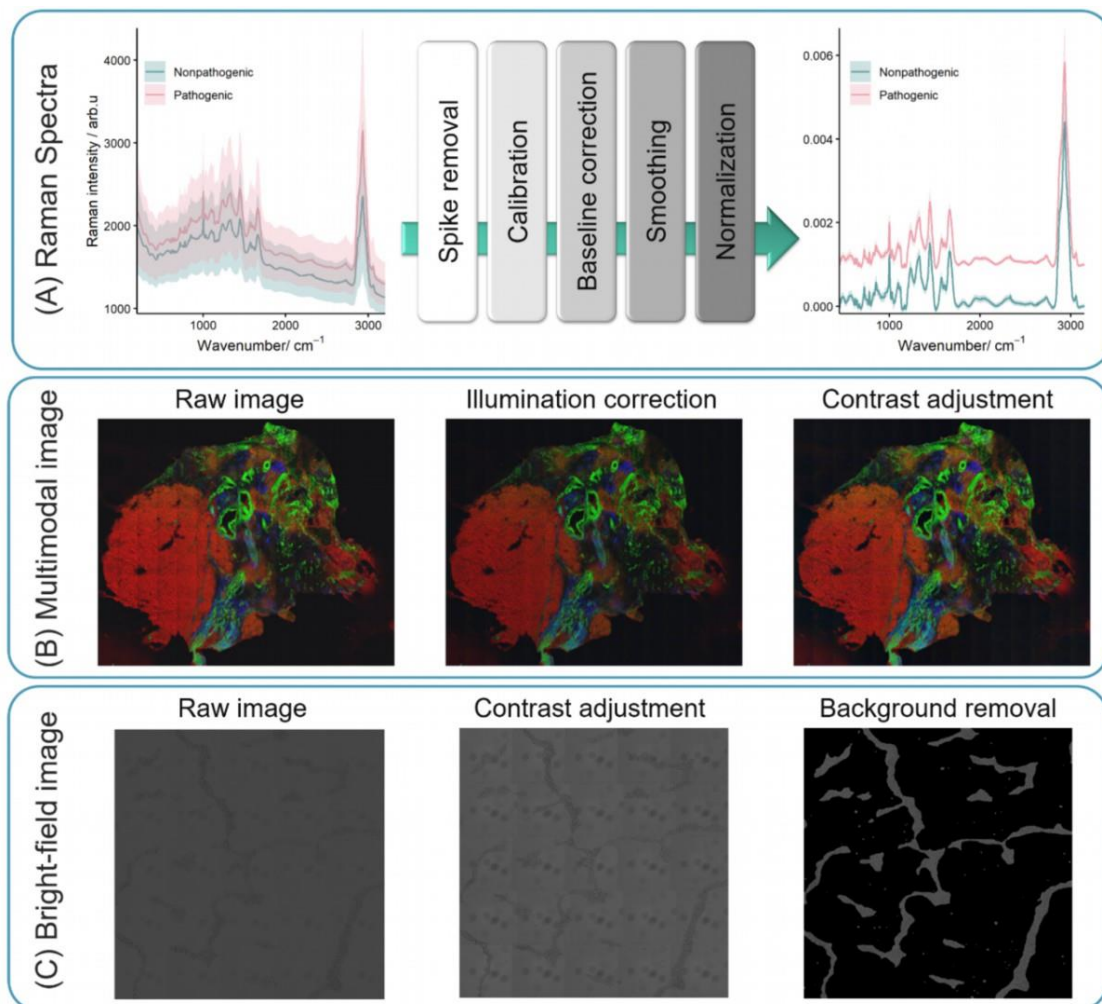 (A) Raman Spectra
Raman intensity / arb.u
4000
3000
2000
1000
Nonpathogenic
Pathogenic
1000 2000 3000
Wavenumber/ cm⁻¹
Spike removal
Calibration
Baseline correction
Smoothing
Normalization
0.006
0.004
0.002
0.000
Nonpathogenic
Pathogenic
1000 2000 3000
Wavenumber/ cm⁻¹
(B) Multimodal image
Raw image
Illumination correction
Contrast adjustment
(C) Bright-field image
Raw image
Contrast adjustment
Background removal